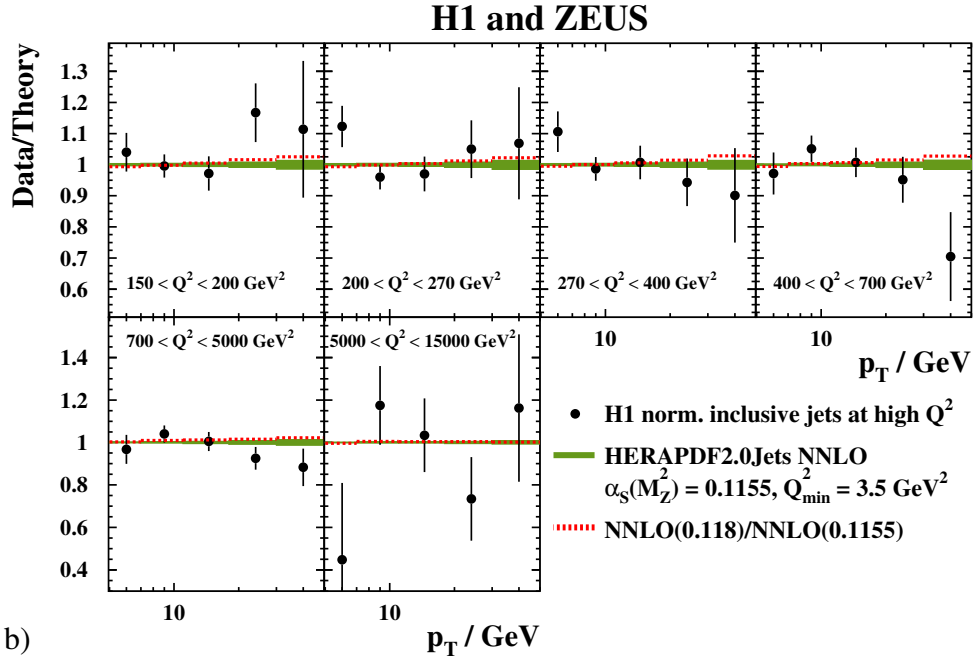 H1 and ZEUS
Data/Theory
1.3
1.2
1.1
1
0.9
0.8
0.7
0.6
150 < Q² < 200 GeV²
200 < Q² < 270 GeV²
270 < Q² < 400 GeV²
400 < Q² < 700 GeV²
10
10
p_T / GeV
p_T / GeV
1.4
1.2
1
0.8
0.6
0.4
700 < Q² < 5000 GeV²
5000 < Q² < 15000 GeV²
10
10
p_T / GeV
H1 norm. inclusive jets at high Q²
HERAPDF2.0Jets NNLO
α_S(M_Z²) = 0.1155, Q²_min = 3.5 GeV²
NNLO(0.118)/NNLO(0.1155)
b)